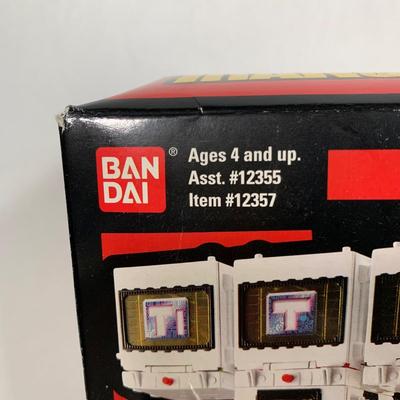 BAN
DAI
®
Ages 4 and up.
Asst. #12355
Item #12357
T
T